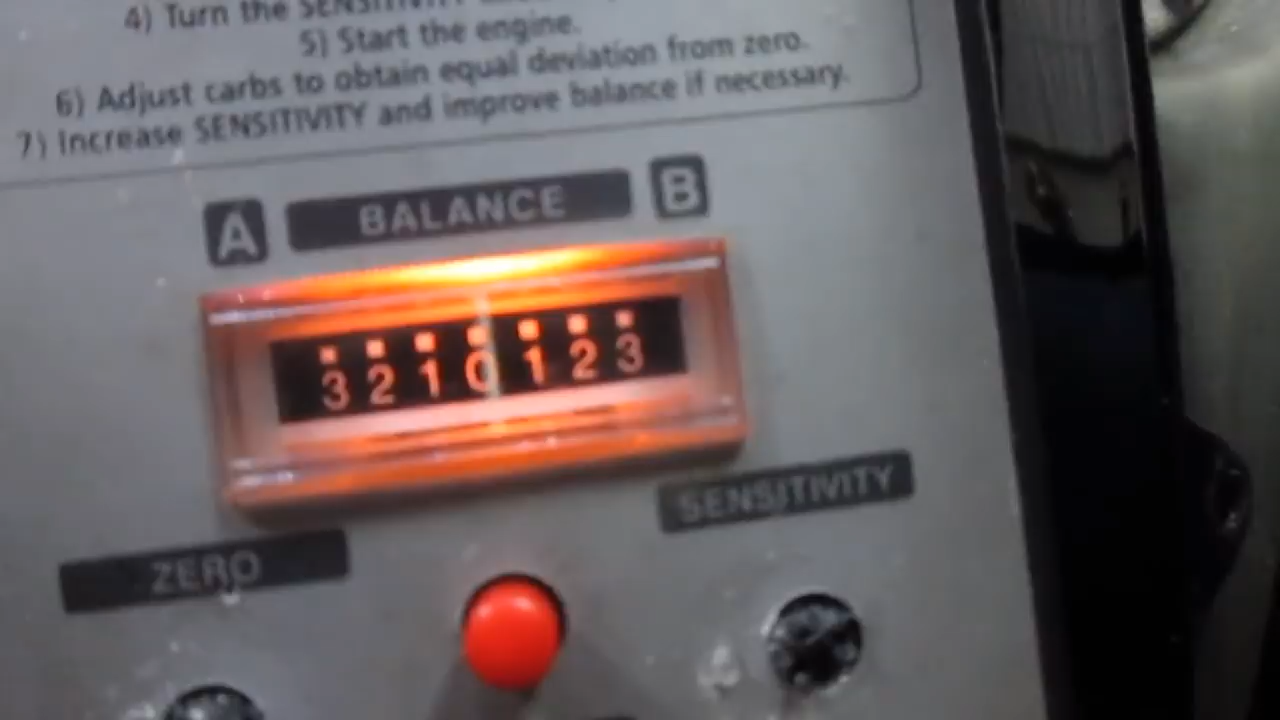 4) Turn the SENSITIVITY
5) Start the engine.
6) Adjust carbs to obtain equal deviation from zero.
7) Increase SENSITIVITY and improve balance if necessary.
A BALANCE B
3 2 1 0 1 2 3
SENSITIVITY
ZERO